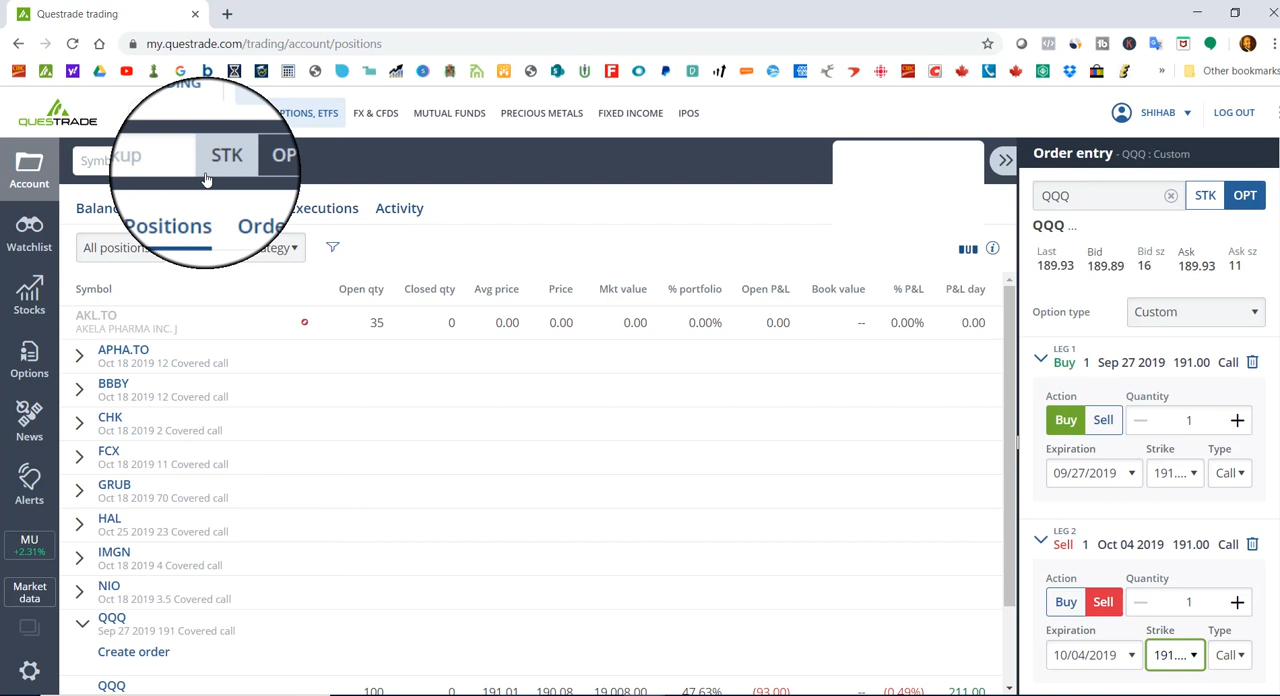 Questrade trading
my.questrade.com/trading/account/positions
Other bookmarks
QUESTRADE
DING
PTIONS, ETFS
FX & CFDS
MUTUAL FUNDS
PRECIOUS METALS
FIXED INCOME
IPOS
SHIHAB
LOG OUT
Account
Watchlist
Stocks
Options
News
Alerts
MU
+2.31%
Market
data
Symb
kup
STK
OP
Balanc
Positions
Orde
xecutions
Activity
All position
tegy
Symbol Open qty Closed qty Avg price Price Mkt value % portfolio Open P&L Book value % P&L P&L day
AKL.TO 35 0 0.00 0.00 0.00 0.00% 0.00 -- 0.00% 0.00
AKELA PHARMA INC. J
APHA.TO
Oct 18 2019 12 Covered call
BBBY
Oct 18 2019 12 Covered call
CHK
Oct 18 2019 2 Covered call
FCX
Oct 18 2019 11 Covered call
GRUB
Oct 18 2019 70 Covered call
HAL
Oct 25 2019 23 Covered call
IMGN
Oct 18 2019 4 Covered call
NIO
Oct 18 2019 3.5 Covered call
QQQ
Sep 27 2019 191 Covered call
Create order
QQQ 100 0 191.01 190.08 19,008.00 47.63% (93.00) -- (0.49%) 211.00
Order entry - QQQ : Custom
QQQ STK OPT
QQQ ...
Last Bid Bid sz Ask Ask sz
189.93 189.89 16 189.93 11
Option type Custom
LEG 1
Buy 1 Sep 27 2019 191.00 Call
Action Quantity
Buy Sell 1
Expiration Strike Type
09/27/2019 191.... Call
LEG 2
Sell 1 Oct 04 2019 191.00 Call
Action Quantity
Buy Sell 1
Expiration Strike Type
10/04/2019 191.... Call